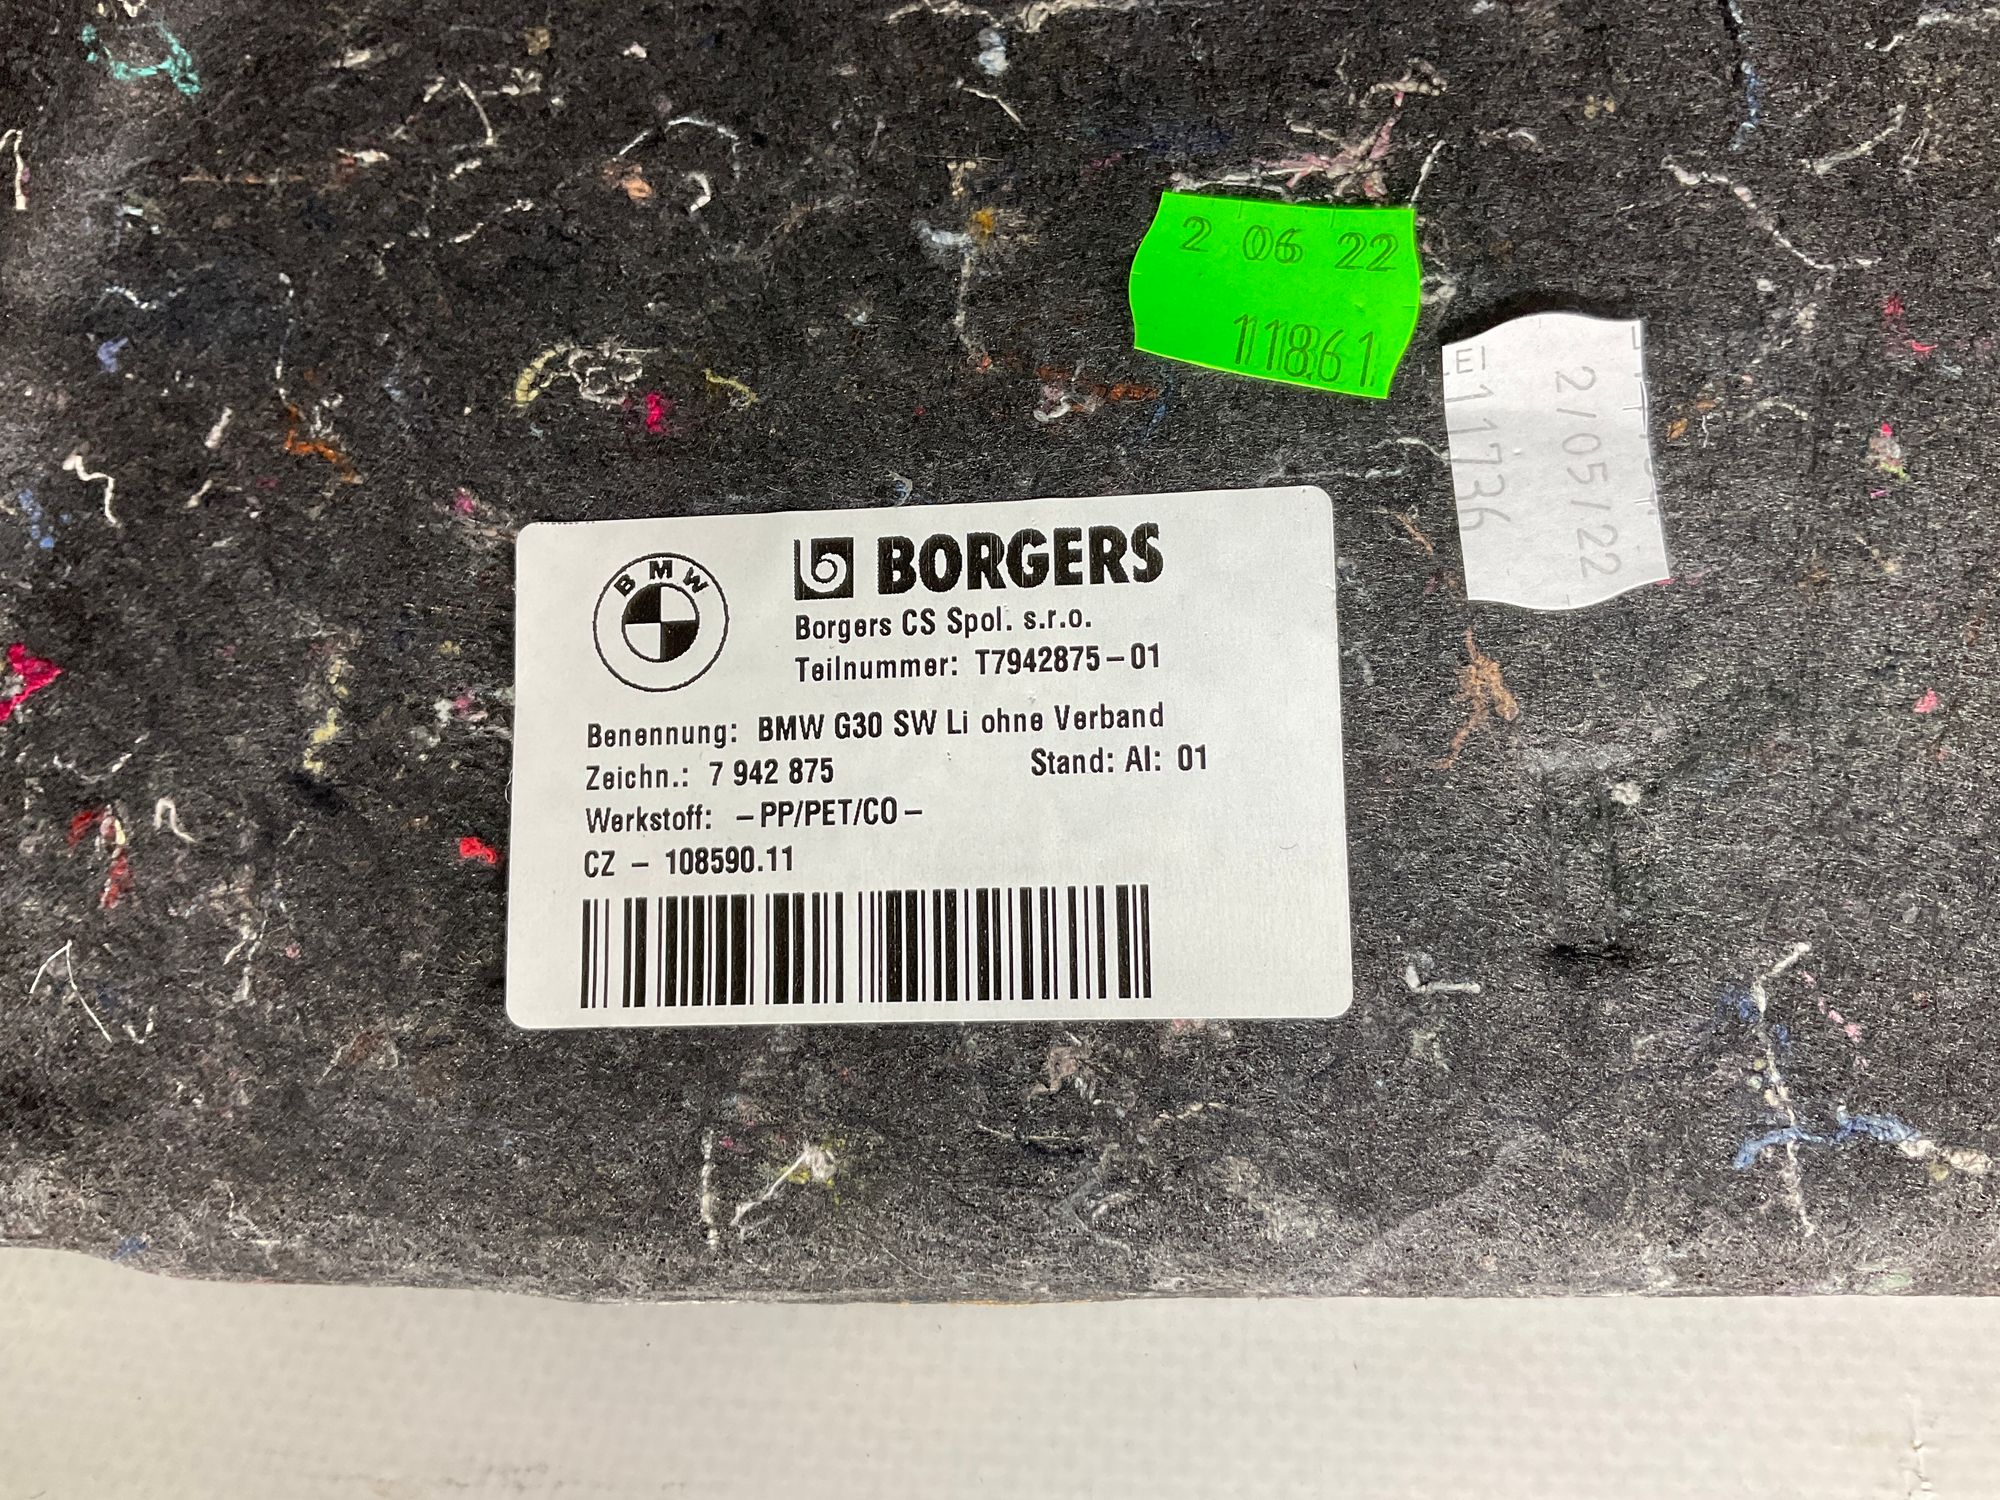 2 06 22
11861
EI
2/05/22
11736
BMW
BORGERS
Borgers CS Spol. s.r.o.
Teilnummer: T7942875-01
Benennung: BMW G30 SW Li ohne Verband
Zeichn.: 7 942 875 Stand: AI: 01
Werkstoff: -PP/PET/CO-
CZ - 108590.11